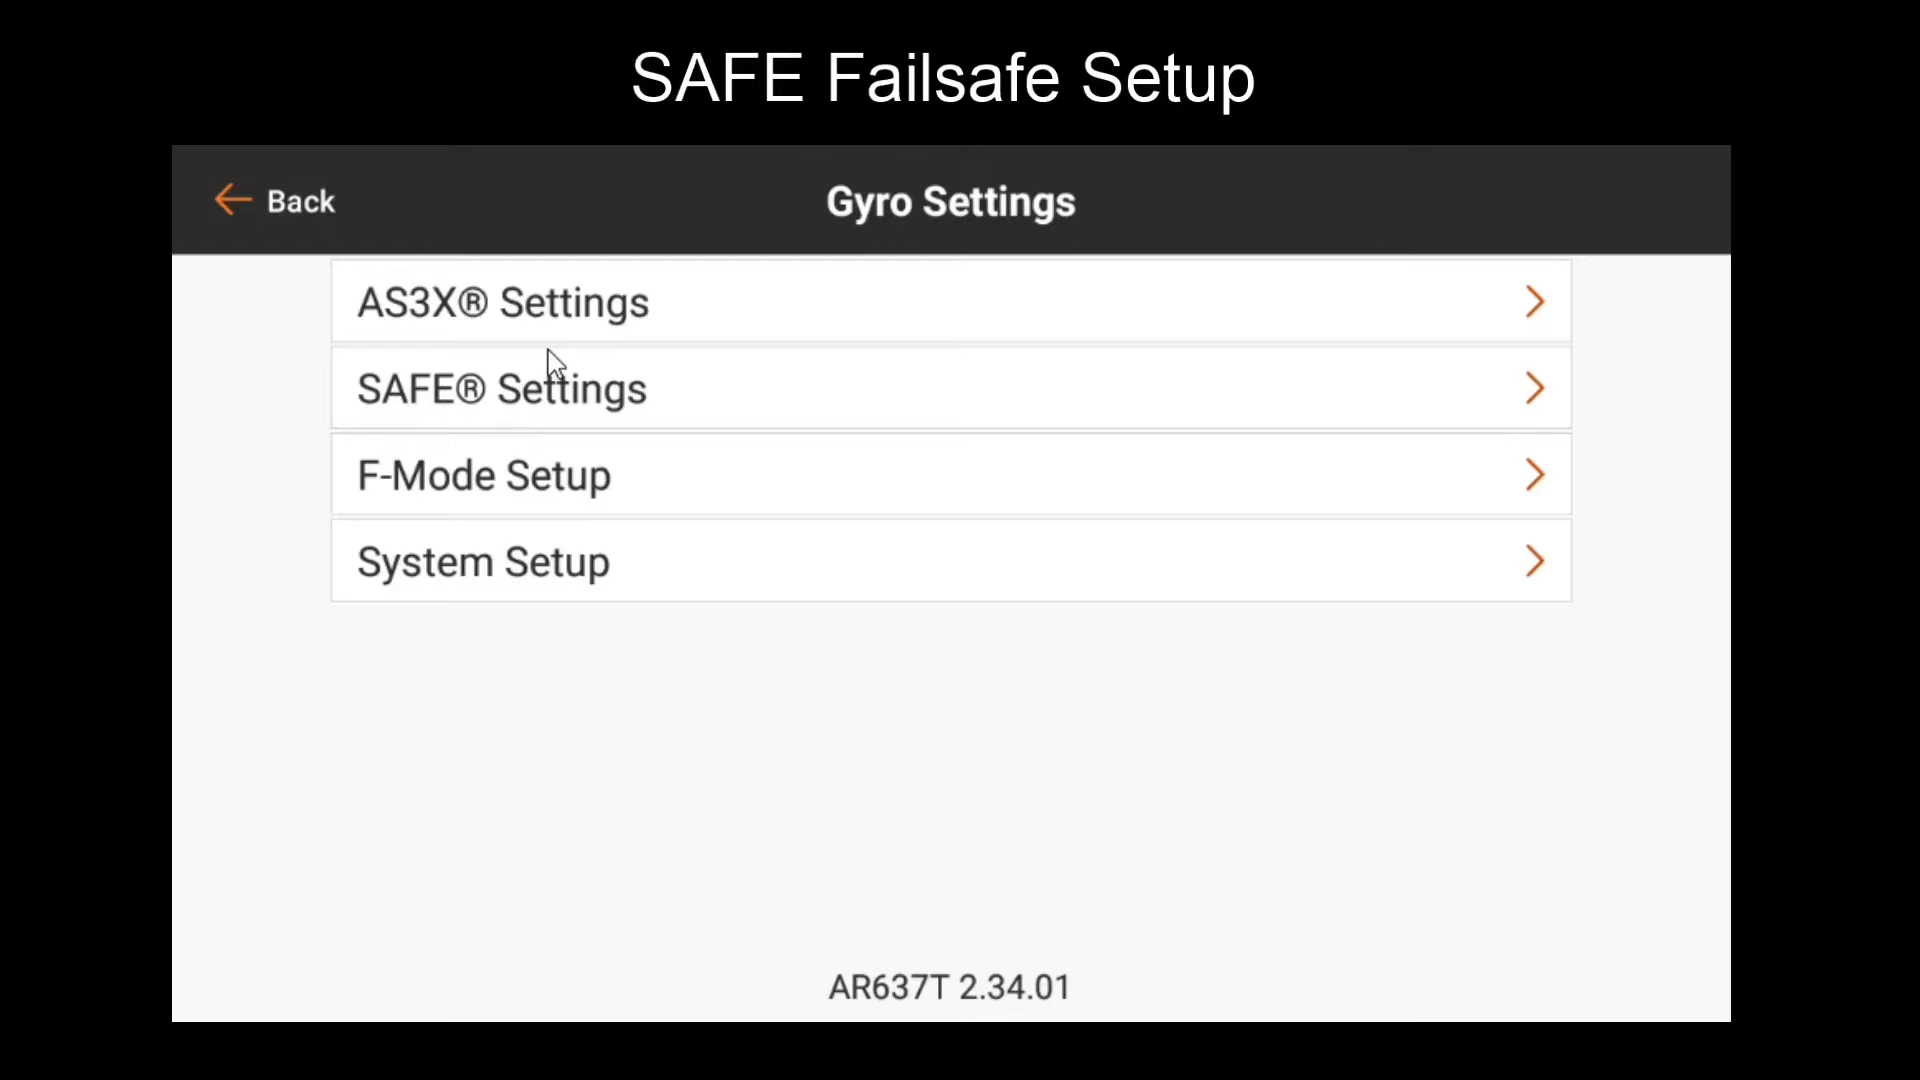 SAFE Failsafe Setup
Back
Gyro Settings
AS3X® Settings
SAFE® Settings
F-Mode Setup
System Setup
AR637T 2.34.01